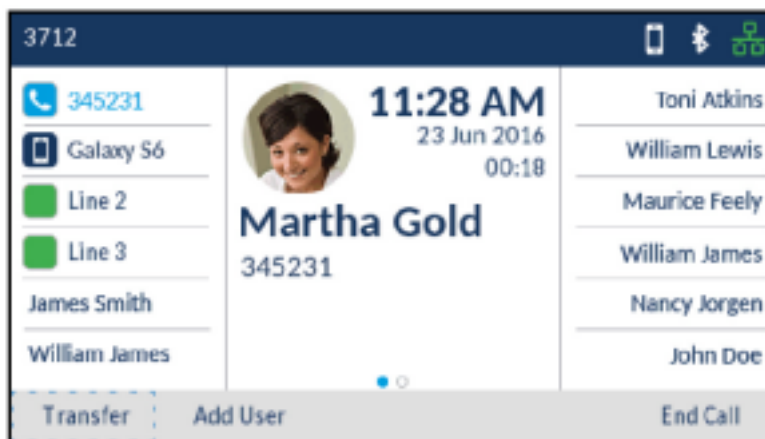 3712
345231
Galaxy S6
Line 2
Line 3
James Smith
William James
11:28 AM
23 Jun 2016
00:18
Martha Gold
345231
Toni Atkins
William Lewis
Maurice Feely
William James
Nancy Jorgen
John Doe
Transfer Add User End Call